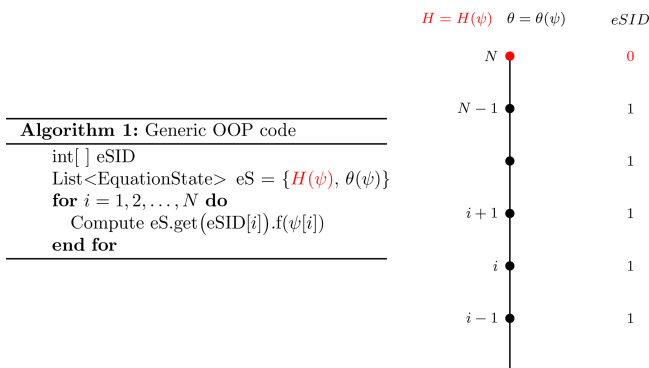 Algorithm 1: Generic OOP code
int[ ] eSID
List<EquationState> eS = {H(ψ), θ(ψ)}
for i = 1, 2, . . . , N do
Compute eS.get(eSID[i]).f(ψ[i])
end for
H = H(ψ) θ = θ(ψ) eSID
N 0
N − 1 1
1
i + 1 1
i 1
i − 1 1